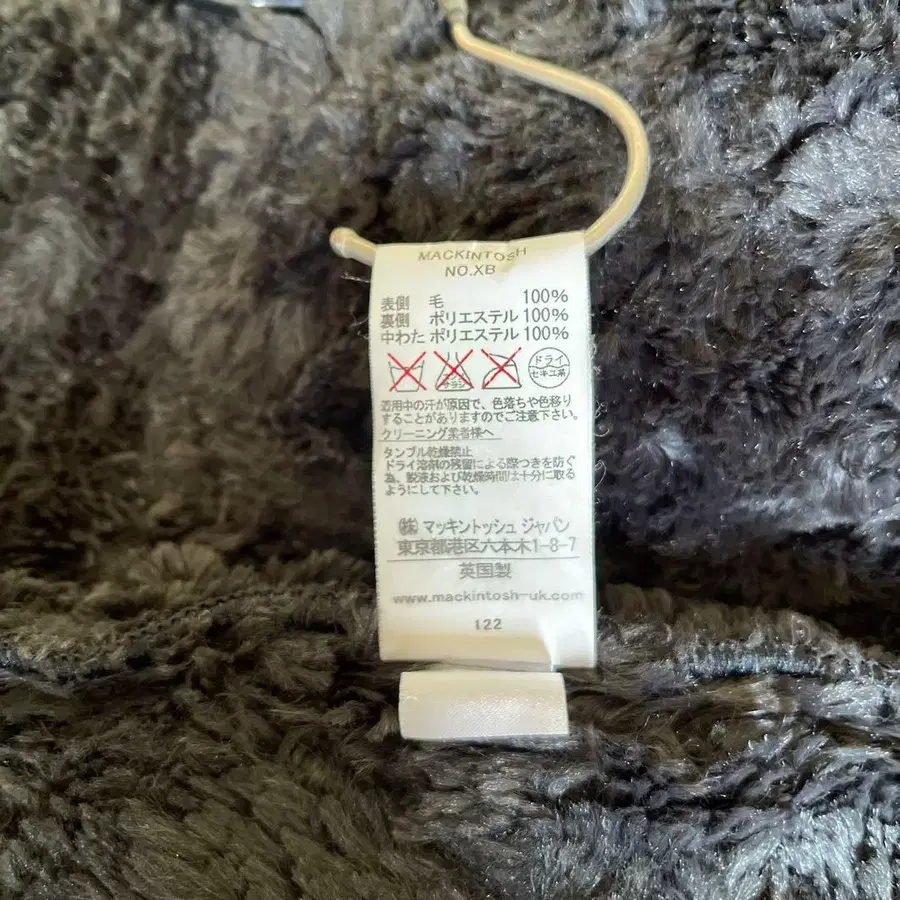 MACKINTOSH
NO.XB
表側 毛 100%
裏側 ポリエステル 100%
中わた ポリエステル 100%
サラシ ドライ
セキユ系
着用中の汗が原因で、色落ちや色移り
することがありますのでご注意下さい。
クリーニング業者様へ
タンブル乾燥禁止
ドライ溶剤の残留による際つきを防ぐ
為、脱液および乾燥時間は十分に取る
ようにして下さい。
㈱ マッキントッシュ ジャパン
東京都港区六本木1-8-7
英国製
www.mackintosh-uk.com
122